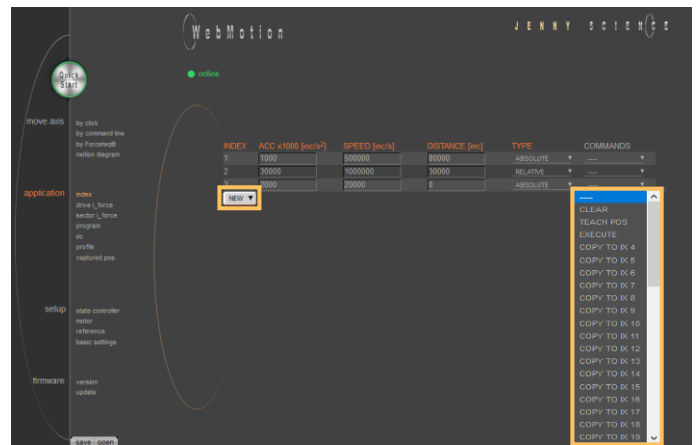 WebMotion
JENNY SCIENCE
Quick
Start
online
move axis
by click
by command line
by Forceteq®
motion diagram
INDEX ACC x1000 [inc/s²] SPEED [inc/s] DISTANCE [inc] TYPE COMMANDS
1 1000 500000 80000 ABSOLUTE ----
2 30000 1000000 30000 RELATIVE ----
3 2000 20000 0 ABSOLUTE
NEW
application
index
drive i_force
sector i_force
program
i/o
profile
captured pos
-----
CLEAR
TEACH POS
EXECUTE
COPY TO IX 4
COPY TO IX 5
COPY TO IX 6
COPY TO IX 7
COPY TO IX 8
COPY TO IX 9
COPY TO IX 10
COPY TO IX 11
COPY TO IX 12
COPY TO IX 13
COPY TO IX 14
COPY TO IX 15
COPY TO IX 16
COPY TO IX 17
COPY TO IX 18
COPY TO IX 19
setup
state controller
motor
reference
basic settings
firmware
version
update
save open